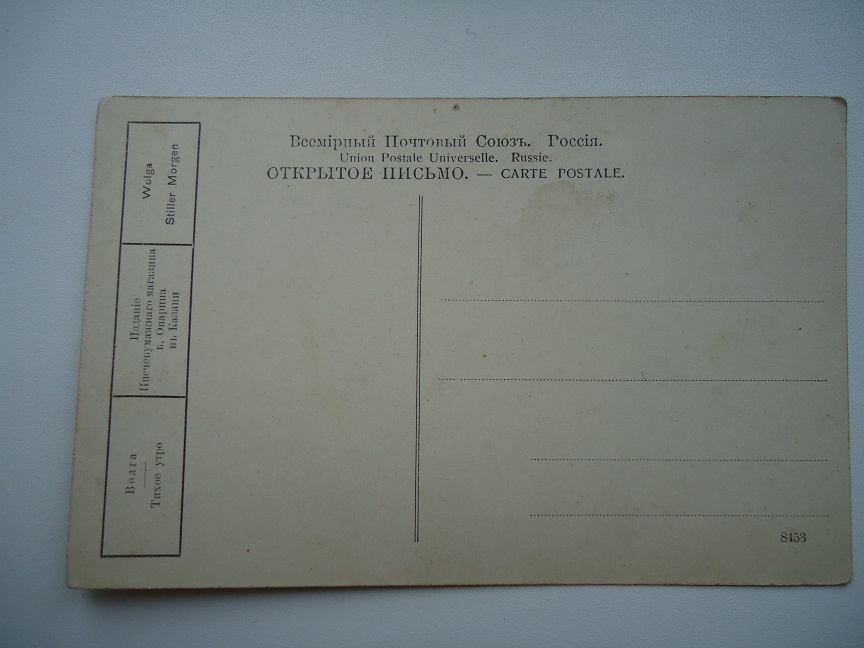 Всемірный Почтовый Союзъ. Россія.
Union Postale Universelle. Russie.
ОТКРЫТОЕ ПИСЬМО. — CARTE POSTALE.
Wolga
Stiller Morgen
Изданіе
Писчебумажнаго магазина
Б. Опарина
въ Казани
Волга
Тихое утро
8453